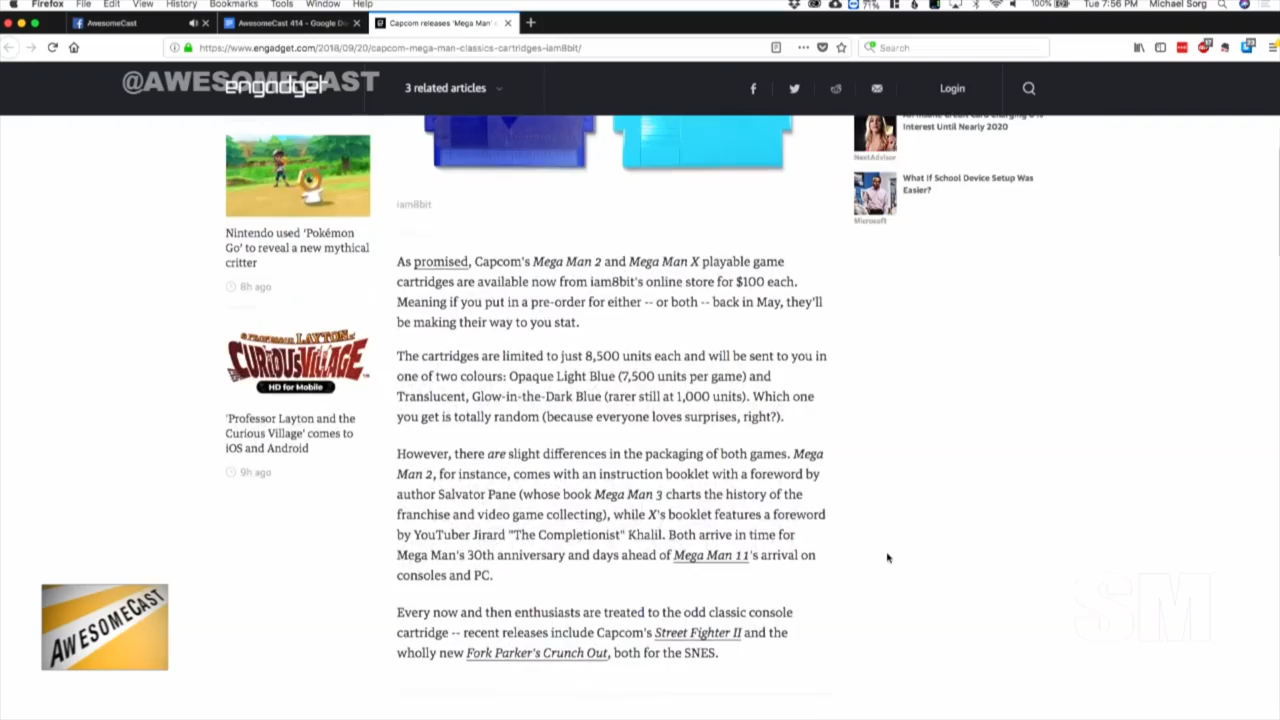 Firefox File Edit View History Bookmarks Tools Window Help
71% 100% Tue 7:56 PM Michael Sorg
AwesomeCast
AwesomeCast 414 - Google Do
Capcom releases 'Mega Man' c
https://www.engadget.com/2018/09/20/capcom-mega-man-classics-cartridges-iam8bit/
Search
@AWESOMECAST
engadget
3 related articles
Login
Interest Until Nearly 2020
NextAdvisor
What If School Device Setup Was
Easier?
Microsoft
Nintendo used 'Pokémon
Go' to reveal a new mythical
critter
8h ago
PROFESSOR LAYTON
CURIOUS VILLAGE
HD for Mobile
'Professor Layton and the
Curious Village' comes to
iOS and Android
9h ago
iam8bit
As promised, Capcom's Mega Man 2 and Mega Man X playable game
cartridges are available now from iam8bit's online store for $100 each.
Meaning if you put in a pre-order for either -- or both -- back in May, they'll
be making their way to you stat.
The cartridges are limited to just 8,500 units each and will be sent to you in
one of two colours: Opaque Light Blue (7,500 units per game) and
Translucent, Glow-in-the-Dark Blue (rarer still at 1,000 units). Which one
you get is totally random (because everyone loves surprises, right?).
However, there are slight differences in the packaging of both games. Mega
Man 2, for instance, comes with an instruction booklet with a foreword by
author Salvator Pane (whose book Mega Man 3 charts the history of the
franchise and video game collecting), while X's booklet features a foreword
by YouTuber Jirard "The Completionist" Khalil. Both arrive in time for
Mega Man's 30th anniversary and days ahead of Mega Man 11's arrival on
consoles and PC.
Every now and then enthusiasts are treated to the odd classic console
cartridge -- recent releases include Capcom's Street Fighter II and the
wholly new Fork Parker's Crunch Out, both for the SNES.
AWESOMECAST
SM